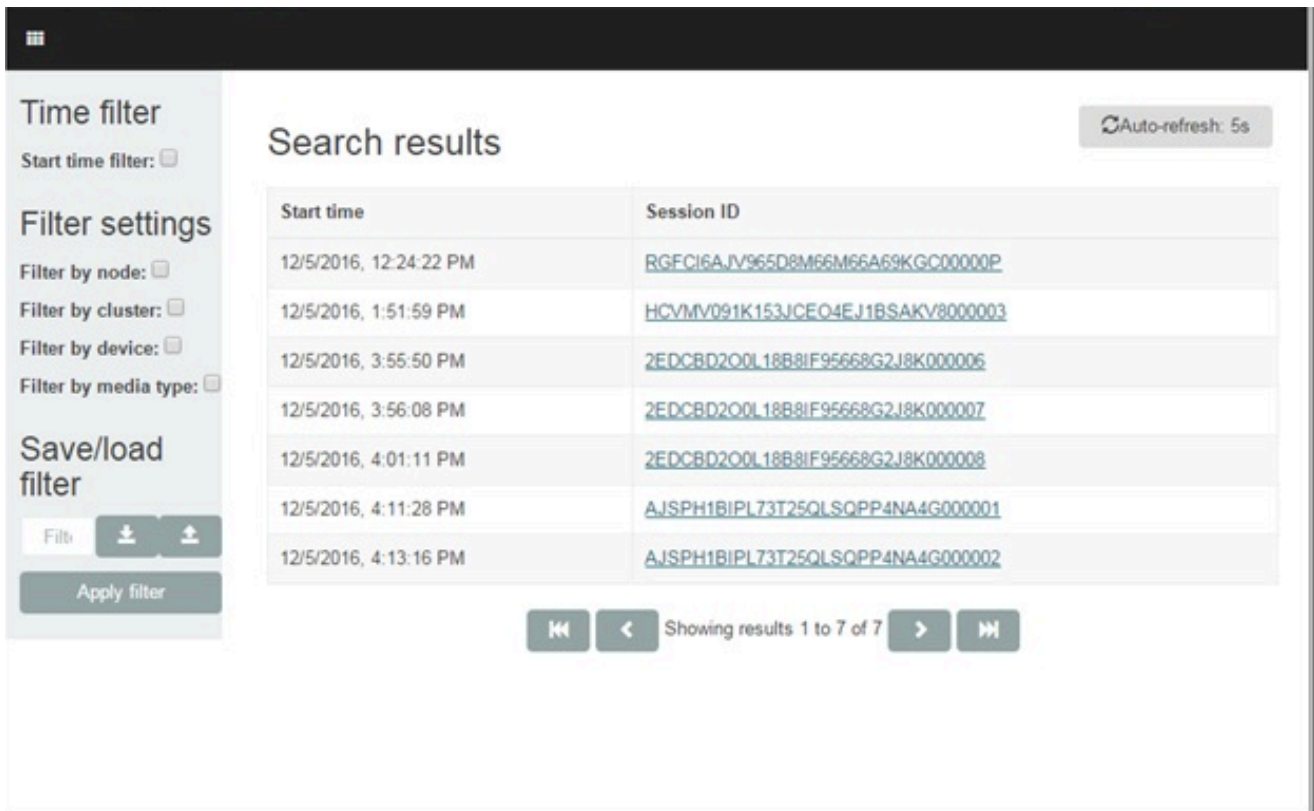 Time filter
Start time filter:
Filter settings
Filter by node:
Filter by cluster:
Filter by device:
Filter by media type:
Save/load
filter
Filte
Apply filter
Search results
Auto-refresh: 5s
Start time Session ID
12/5/2016, 12:24:22 PM RGFCI6AJV965D8M66M66A69KGC00000P
12/5/2016, 1:51:59 PM HCVMV091K153JCEO4EJ1BSAKV8000003
12/5/2016, 3:55:50 PM 2EDCBD2O0L18B8IF95668G2J8K000006
12/5/2016, 3:56:08 PM 2EDCBD2O0L18B8IF95668G2J8K000007
12/5/2016, 4:01:11 PM 2EDCBD2O0L18B8IF95668G2J8K000008
12/5/2016, 4:11:28 PM AJSPH1BIPL73T25QLSQPP4NA4G000001
12/5/2016, 4:13:16 PM AJSPH1BIPL73T25QLSQPP4NA4G000002
Showing results 1 to 7 of 7